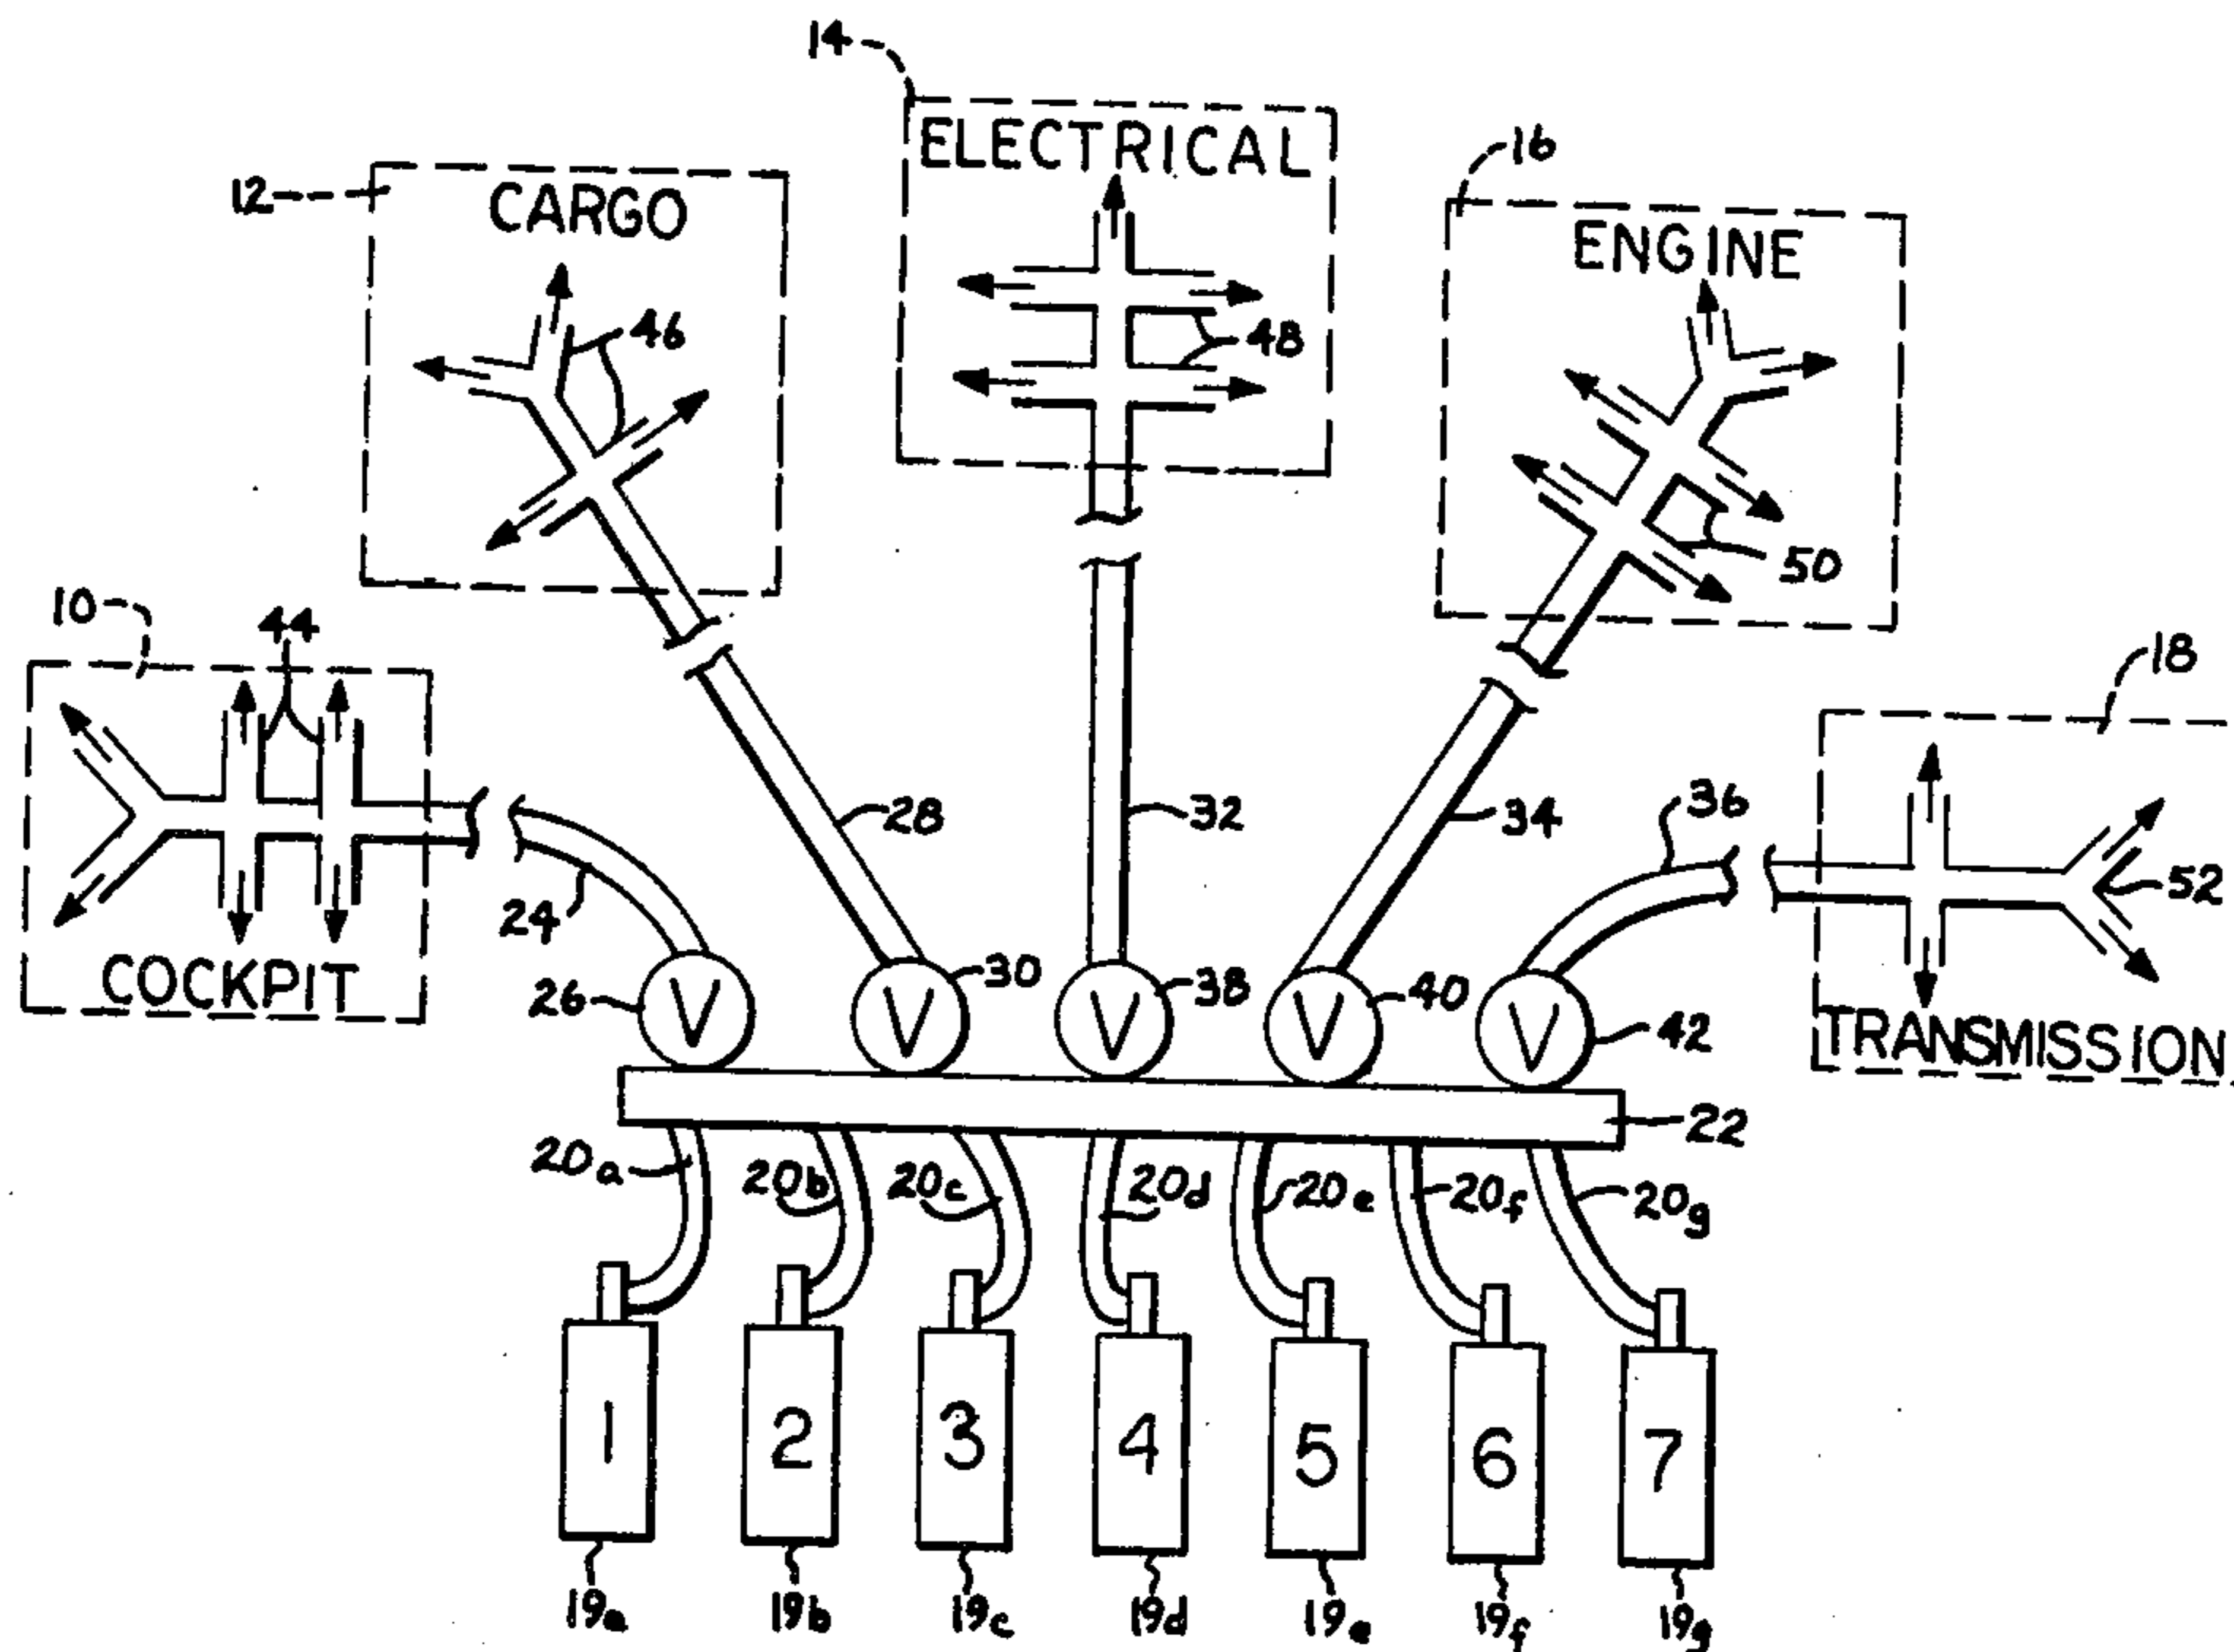 14
ELECTRICAL
16
12
CARGO
ENGINE
46
48
50
10
44
18
28
32
34
36
24
52
COCKPIT
26
30
38
40
42
V
V
V
V
V
TRANSMISSION
22
20a
20b
20c
20d
20e
20f
20g
1
2
3
4
5
6
7
19a
19b
19c
19d
19e
19f
19g